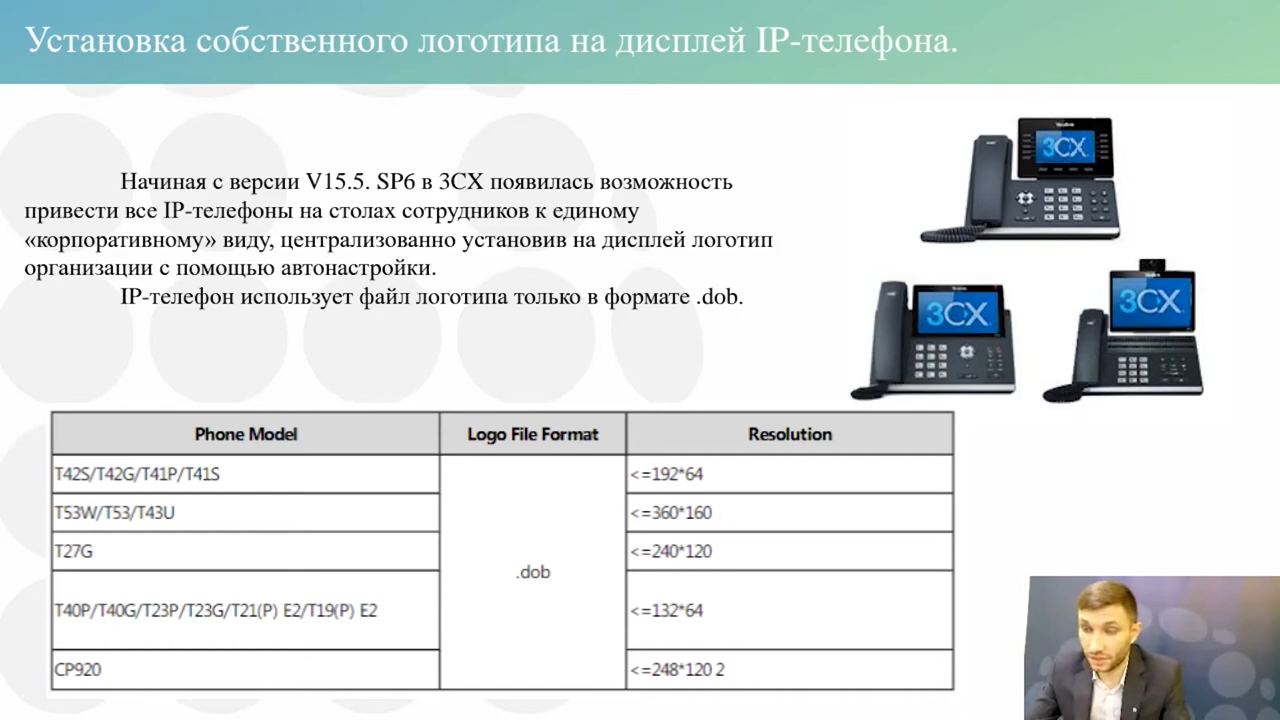 Установка собственного логотипа на дисплей IP-телефона.
Начиная с версии V15.5. SP6 в 3CX появилась возможность
привести все IP-телефоны на столах сотрудников к единому
«корпоративному» виду, централизованно установив на дисплей логотип
организации с помощью автонастройки.
IP-телефон использует файл логотипа только в формате .dob.
3CX
3CX
3CX
Phone Model Logo File Format Resolution
T42S/T42G/T41P/T41S <=192*64
T53W/T53/T43U <=360*160
T27G <=240*120
.dob
T40P/T40G/T23P/T23G/T21(P) E2/T19(P) E2 <=132*64
CP920 <=248*120 2